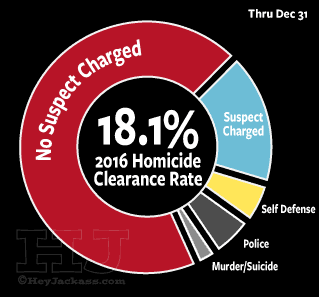 Thru Dec 31
No Suspect Charged
Suspect
Charged
18.1%
2016 Homicide
Clearance Rate
Self Defense
Police
Murder/Suicide
HJ
©HeyJackass.com